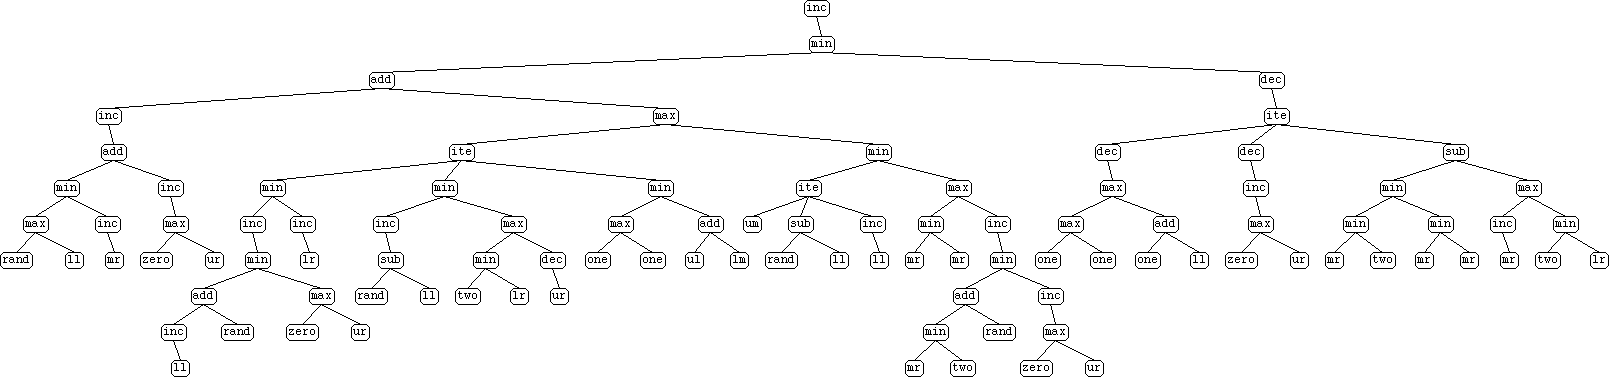 inc
min
add dec
inc max ite
add ite min dec dec sub
min inc min min min ite max max inc min max
max inc max inc inc inc max max add um sub inc min inc max add max min min inc min
rand ll mr zero ur min lr sub min dec one one ul lm rand ll ll mr mr min one one one ll zero ur mr two mr mr mr two lr
add max rand ll two lr ur add inc
inc rand zero ur min rand max
ll mr two zero ur